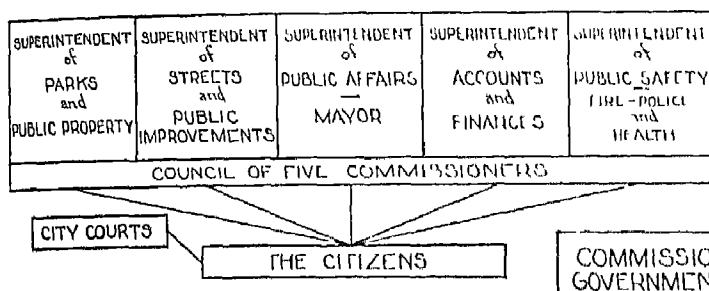 SUPERINTENDENT
of
PARKS
and
PUBLIC PROPERTY
SUPERINTENDENT
of
STREETS
and
PUBLIC
IMPROVEMENTS
SUPERINTENDENT
of
PUBLIC AFFAIRS
—
MAYOR
SUPERINTENDENT
of
ACCOUNTS
and
FINANCES
SUPERINTENDENT
of
PUBLIC SAFETY
—
FIRE-POLICE
and
HEALTH
COUNCIL OF FIVE COMMISSIONERS
CITY COURTS
THE CITIZENS
COMMISSIO
GOVERNMEN